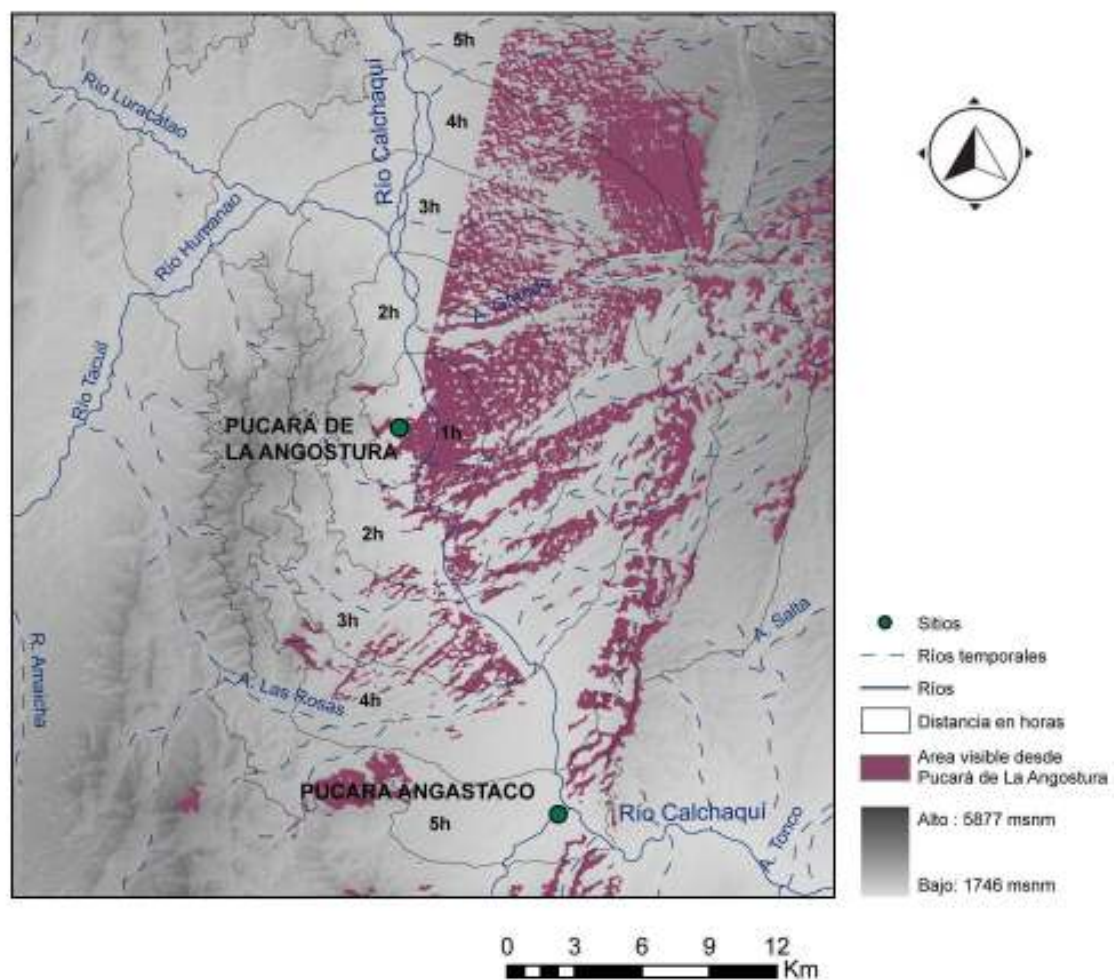 5h
Río Luracatao
Río Calchaquí
4h
3h
Río Humanao
2h
A. Grande
Río Tacuil
PUCARÁ DE
LA ANGOSTURA
1h
2h
3h
R. Amaicha
A. Salta
A. Las Rosas
4h
PUCARÁ ANGASTACO
5h
Río Calchaquí
A. Tonco
Sitios
Ríos temporales
Ríos
Distancia en horas
Area visible desde
Pucará de La Angostura
Alto : 5877 msnm
Bajo: 1746 msnm
0 3 6 9 12
Km